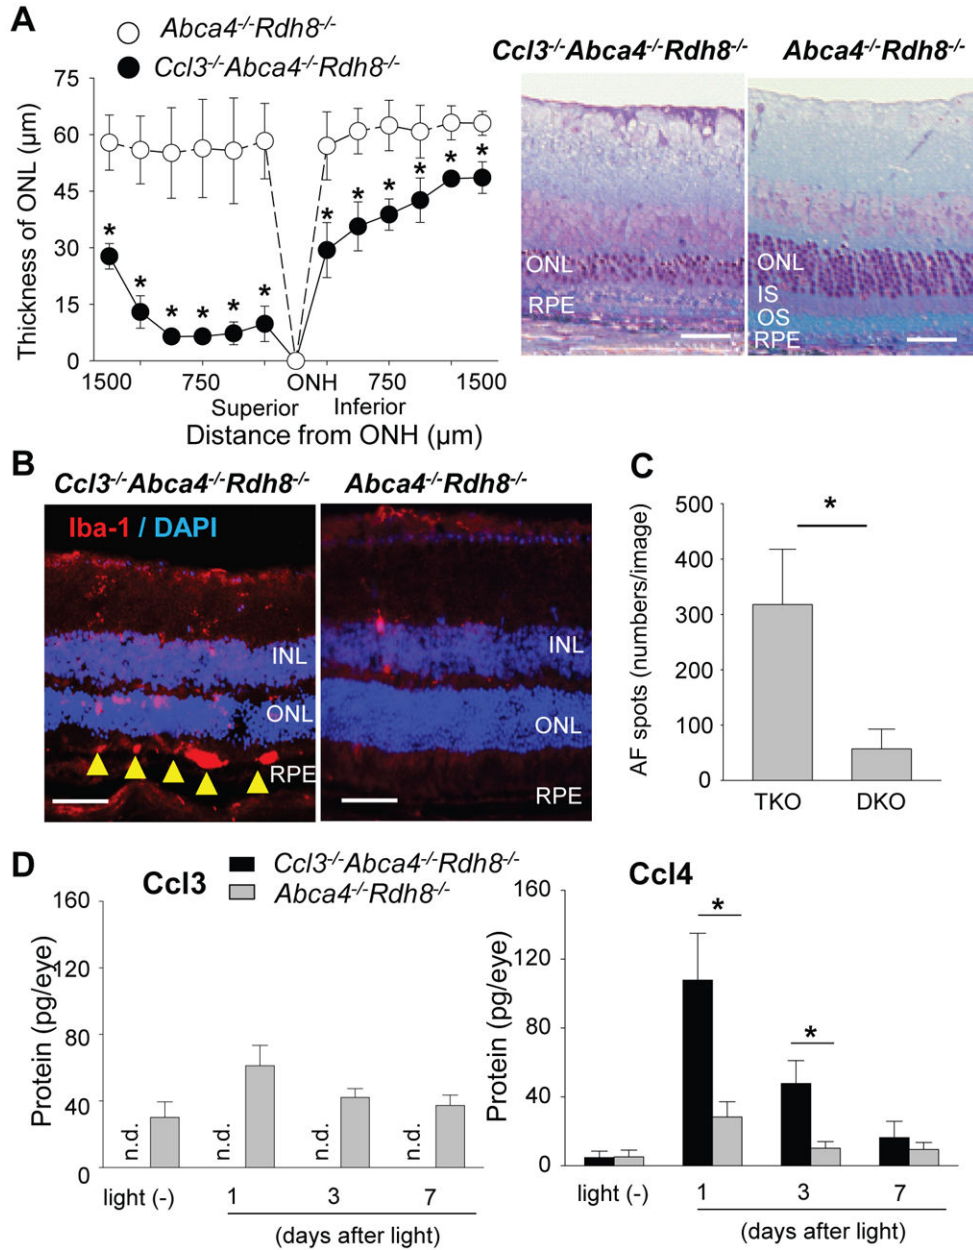 A
Abca4-/-Rdh8-/-
Ccl3-/-Abca4-/-Rdh8-/-
75
60
45
30
15
0
Thickness of ONL (µm)
* * * * * * * * * * * *
1500 750 ONH 750 1500
Superior Inferior
Distance from ONH (µm)
Ccl3-/-Abca4-/-Rdh8-/- Abca4-/-Rdh8-/-
ONL
RPE
ONL
IS
OS
RPE
B
Ccl3-/-Abca4-/-Rdh8-/- Abca4-/-Rdh8-/-
Iba-1 / DAPI
INL
ONL
RPE
INL
ONL
RPE
C
500
400
300
200
100
0
AF spots (numbers/image)
*
TKO DKO
D
Ccl3
Ccl3-/-Abca4-/-Rdh8-/-
Abca4-/-Rdh8-/-
160
120
80
40
0
Protein (pg/eye)
n.d. n.d. n.d. n.d.
light (-) 1 3 7
(days after light)
Ccl4
160
120
80
40
0
Protein (pg/eye)
*
*
light (-) 1 3 7
(days after light)